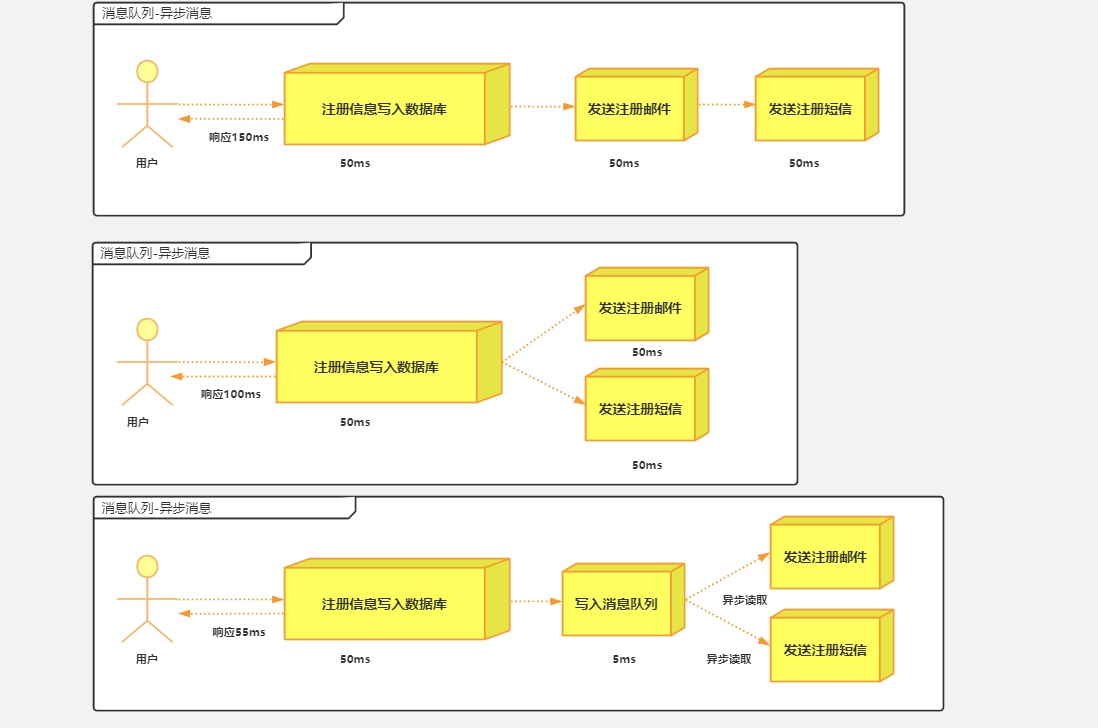 消息队列-异步消息
注册信息写入数据库
发送注册邮件
发送注册短信
响应150ms
用户
50ms
50ms
50ms
消息队列-异步消息
发送注册邮件
50ms
注册信息写入数据库
响应100ms
发送注册短信
用户
50ms
50ms
消息队列-异步消息
发送注册邮件
注册信息写入数据库
写入消息队列
异步读取
响应55ms
发送注册短信
用户
50ms
5ms
异步读取